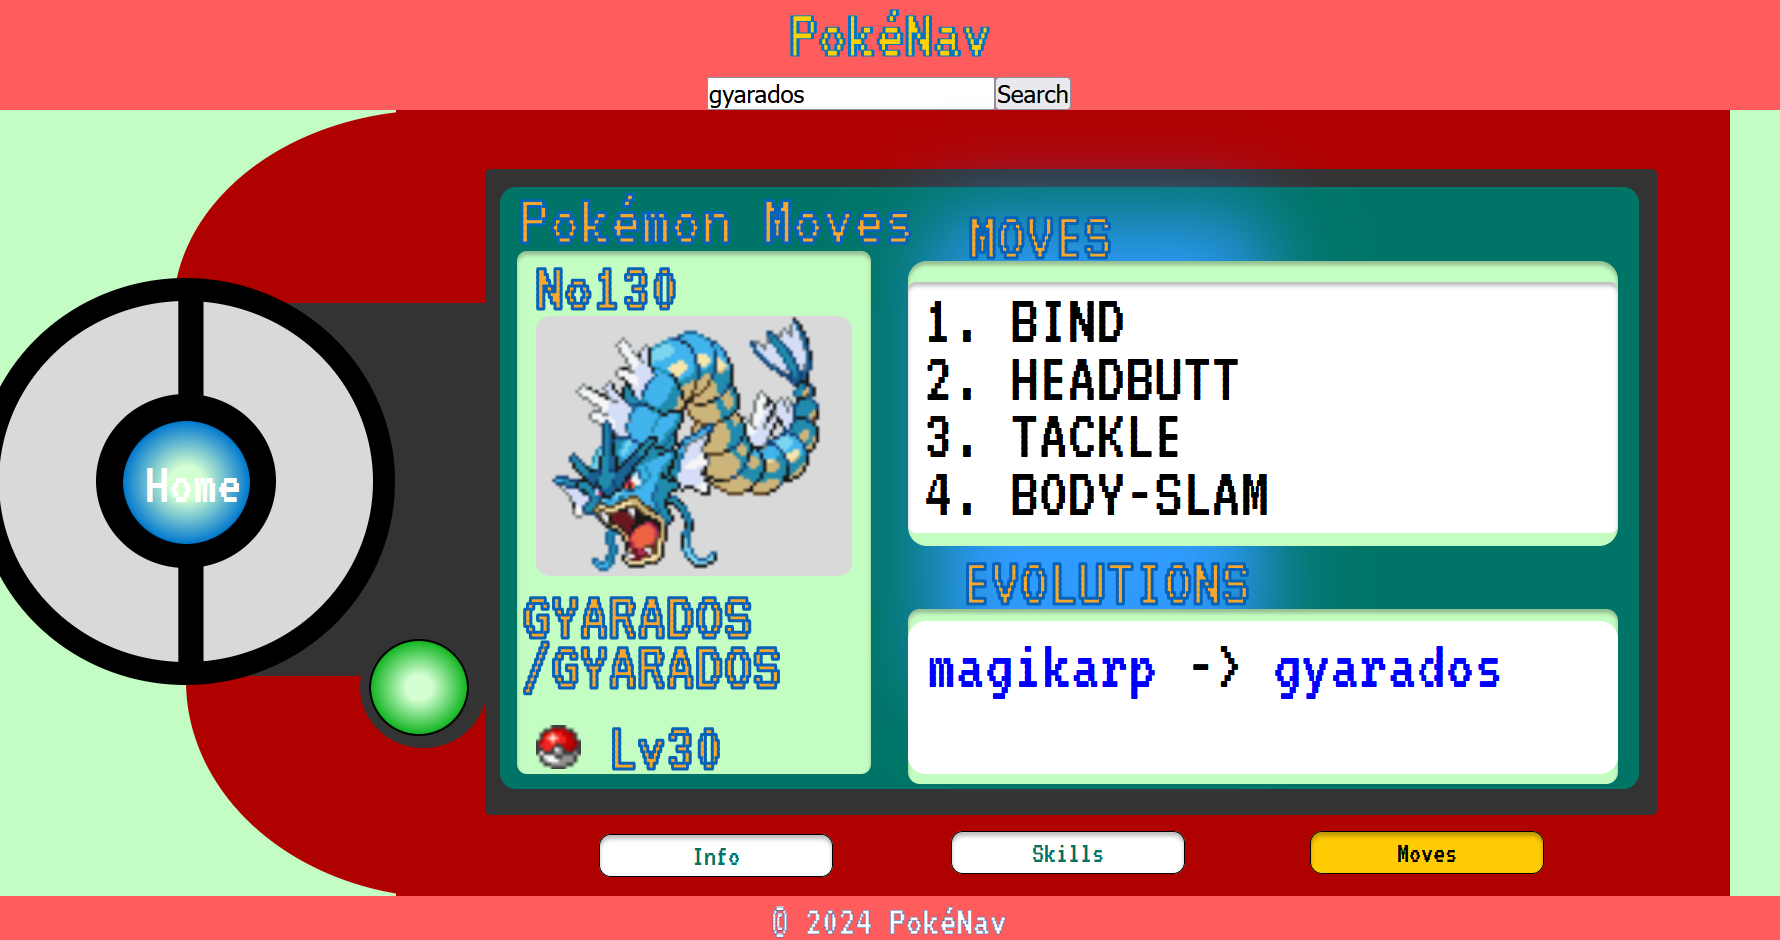 PokéNav
gyarados Search
Pokémon Moves
No130
GYARADOS
/GYARADOS
Lv30
MOVES
1. BIND
2. HEADBUTT
3. TACKLE
4. BODY-SLAM
EVOLUTIONS
magikarp -> gyarados
Home
Info
Skills
Moves
© 2024 PokéNav